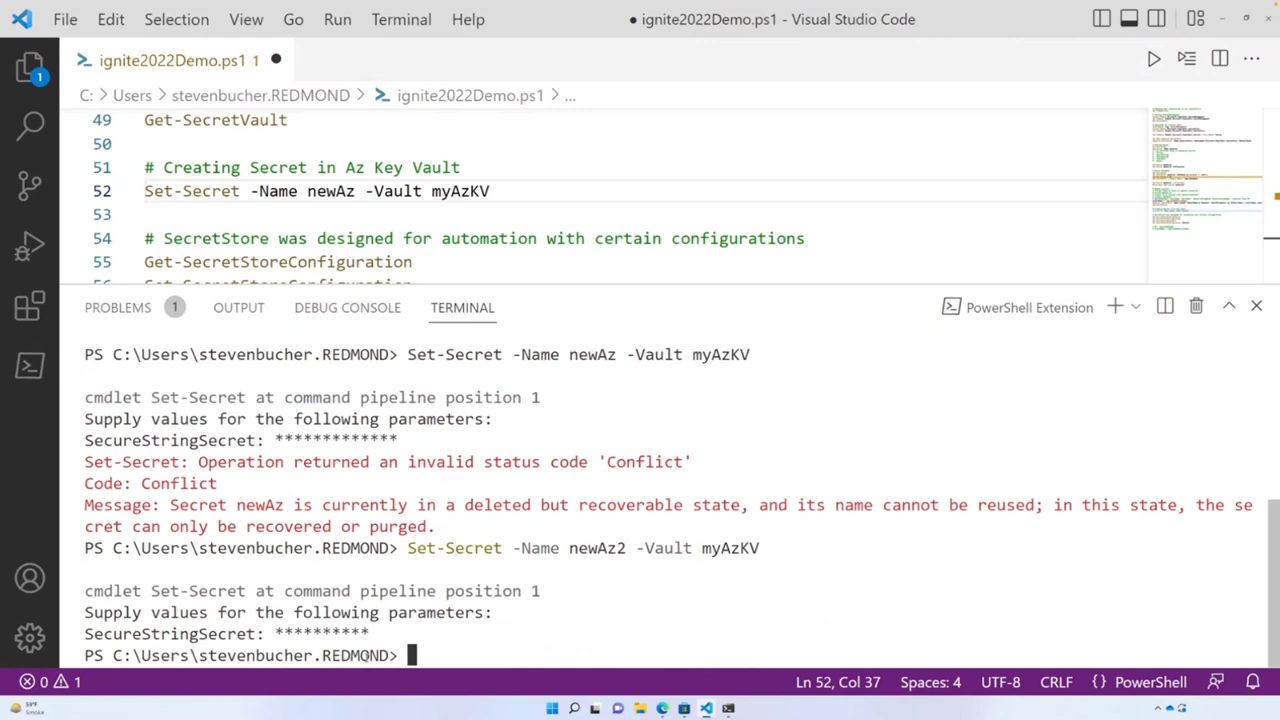 File Edit Selection View Go Run Terminal Help ● ignite2022Demo.ps1 - Visual Studio Code
ignite2022Demo.ps1 1 ●
C: > Users > stevenbucher.REDMOND > ignite2022Demo.ps1 > ...
1
49 Get-SecretVault
50
51 # Creating Secret in Az Key Vault
52 Set-Secret -Name newAz -Vault myA
53
54 # SecretStore was designed for automation with certain configurations
55 Get-SecretStoreConfiguration
56 Set-SecretStoreConfiguration
PROBLEMS 1 OUTPUT DEBUG CONSOLE TERMINAL PowerShell Extension
PS C:\Users\stevenbucher.REDMOND> Set-Secret -Name newAz -Vault myAzKV
cmdlet Set-Secret at command pipeline position 1
Supply values for the following parameters:
SecureStringSecret: *************
Set-Secret: Operation returned an invalid status code 'Conflict'
Code: Conflict
Message: Secret newAz is currently in a deleted but recoverable state, and its name cannot be reused; in this state, the se
cret can only be recovered or purged.
PS C:\Users\stevenbucher.REDMOND> Set-Secret -Name newAz2 -Vault myAzKV
cmdlet Set-Secret at command pipeline position 1
Supply values for the following parameters:
SecureStringSecret: **********
PS C:\Users\stevenbucher.REDMOND>
0 1 Ln 52, Col 37 Spaces: 4 UTF-8 CRLF {} PowerShell
59°F
Smoke